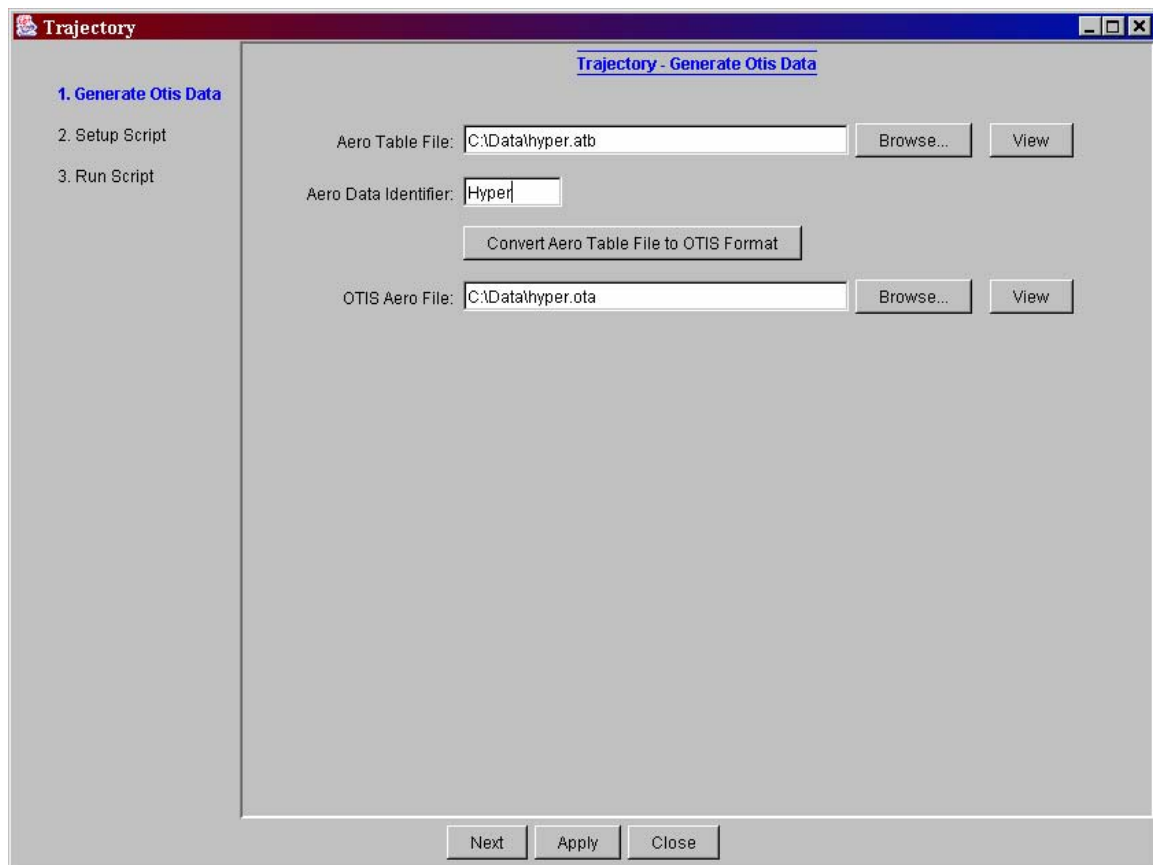 Trajectory
1. Generate Otis Data
2. Setup Script
3. Run Script
Trajectory - Generate Otis Data
Aero Table File: C:\Data\hyper.atb Browse... View
Aero Data Identifier: Hyper
Convert Aero Table File to OTIS Format
OTIS Aero File: C:\Data\hyper.ota Browse... View
Next Apply Close